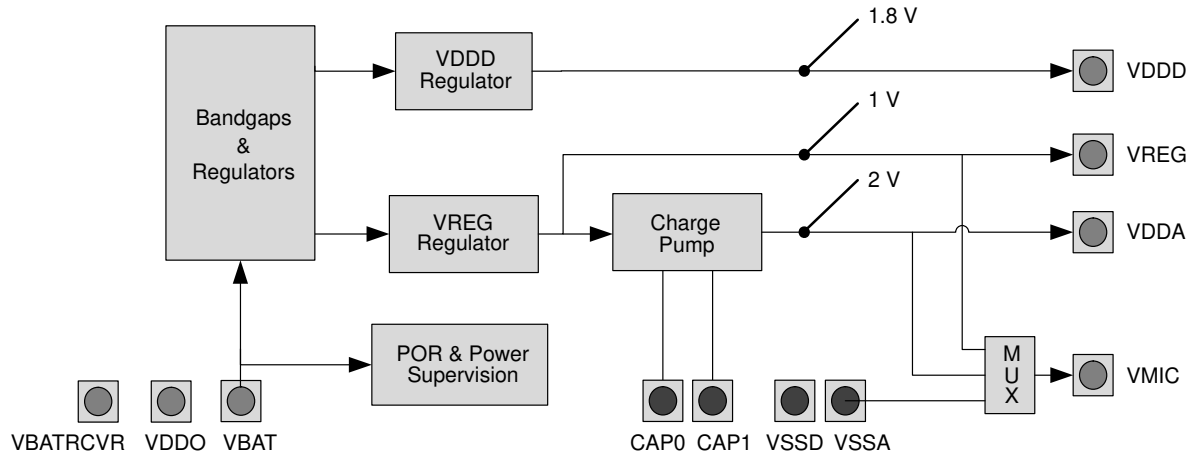 1.8 V
VDDD
Regulator
VDDD
Bandgaps
&
Regulators
1 V
VREG
2 V
VREG
Regulator
Charge
Pump
VDDA
POR & Power
Supervision
M
U
X
VMIC
VBATRCVR VDDO VBAT
CAP0 CAP1 VSSD VSSA